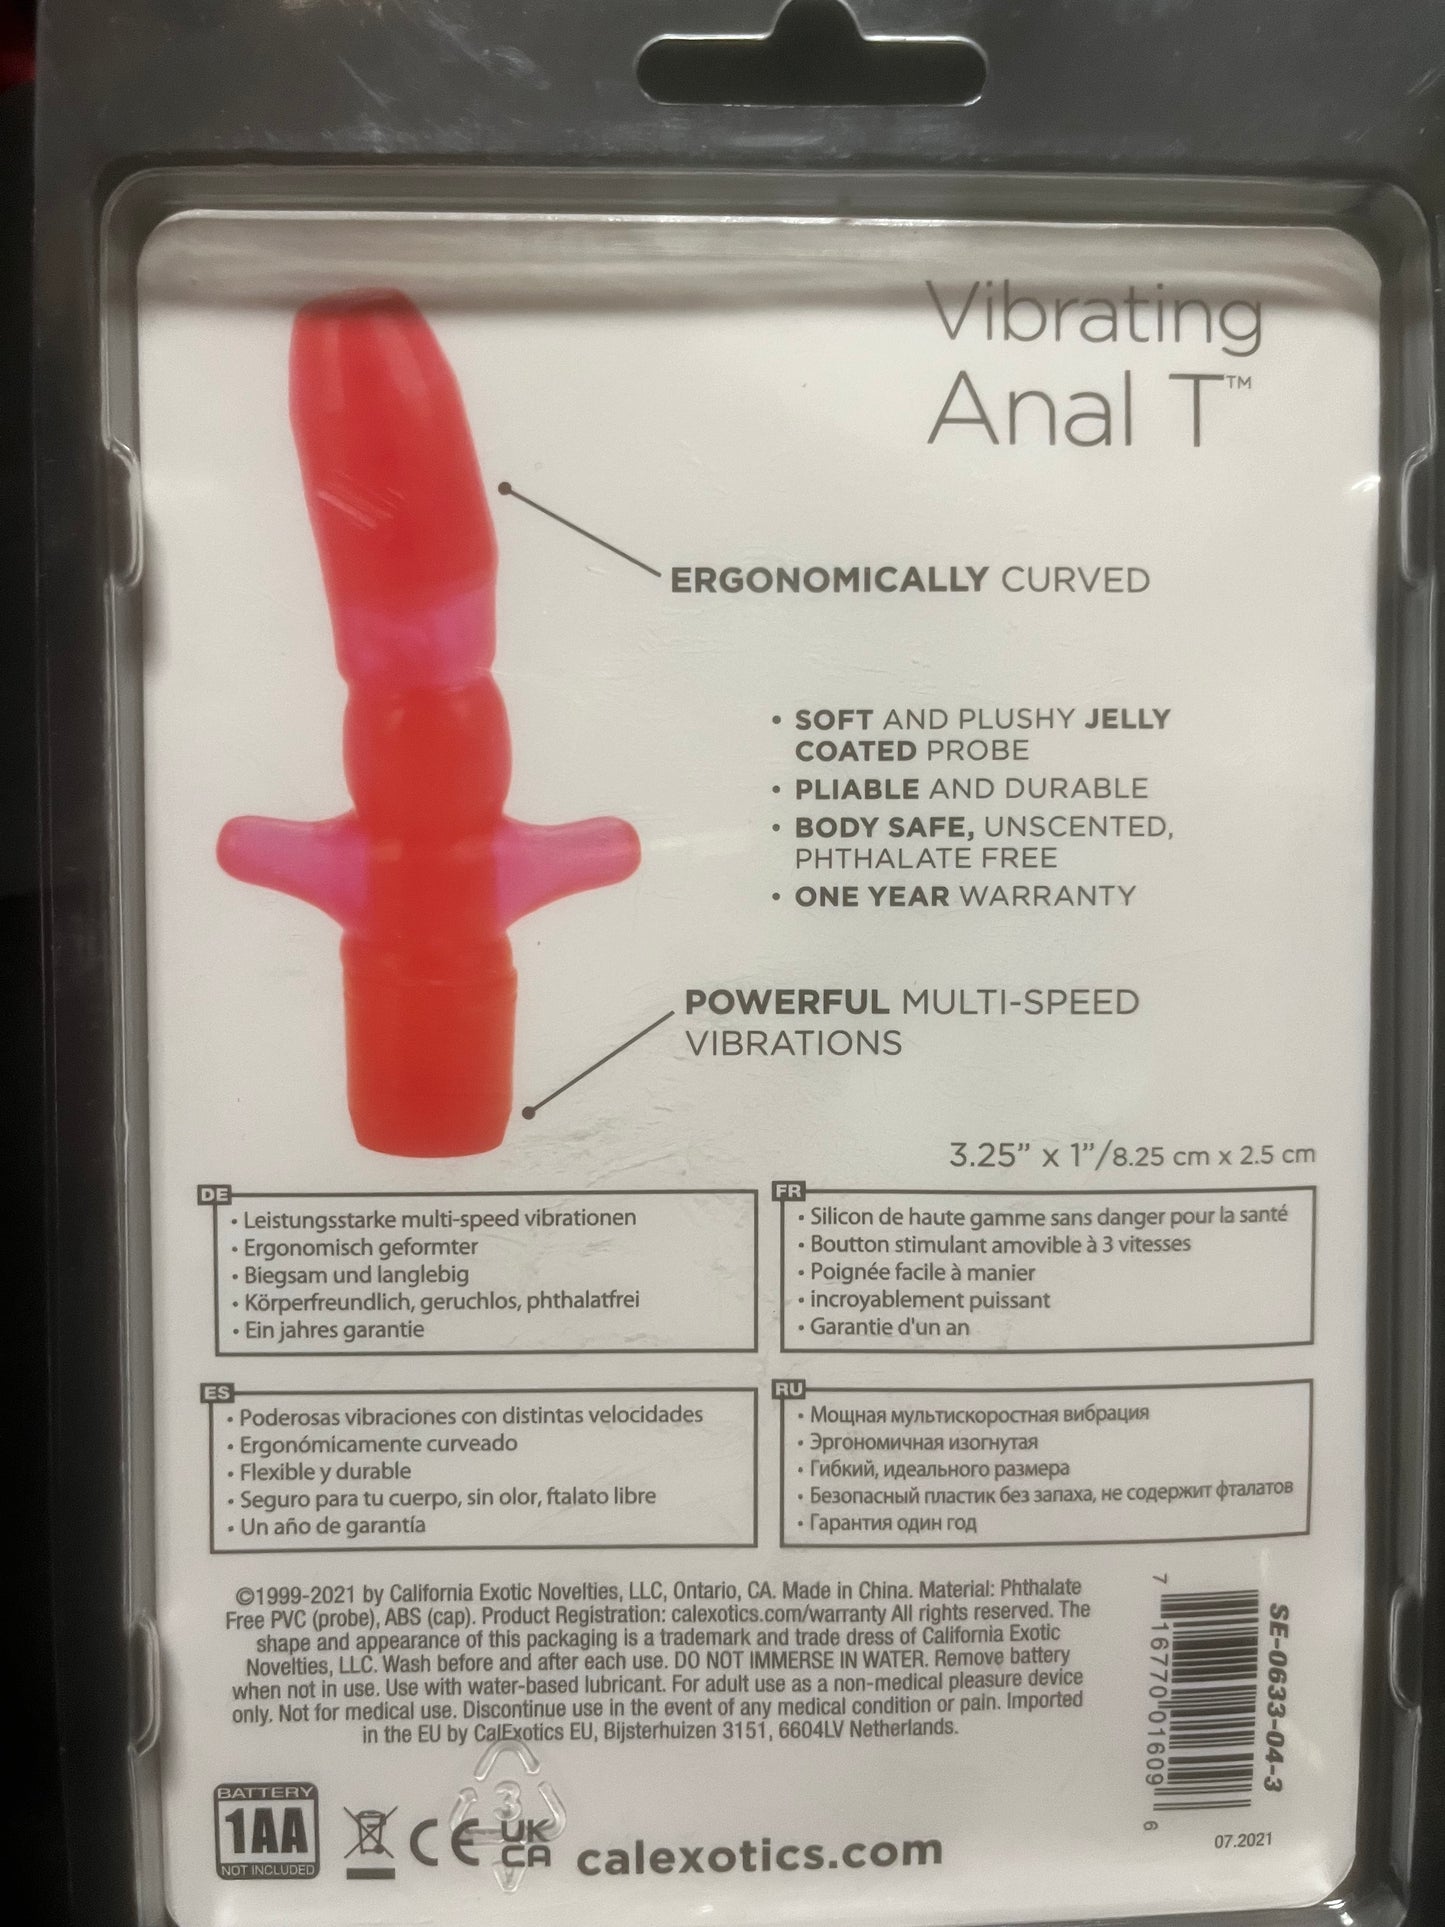 Vibrating
Anal T™
ERGONOMICALLY CURVED
• SOFT AND PLUSHY JELLY
COATED PROBE
• PLIABLE AND DURABLE
• BODY SAFE, UNSCENTED,
PHTHALATE FREE
• ONE YEAR WARRANTY
POWERFUL MULTI-SPEED
VIBRATIONS
3.25” x 1”/8.25 cm x 2.5 cm
DE
• Leistungsstarke multi-speed vibrationen
• Ergonomisch geformter
• Biegsam und langlebig
• Körperfreundlich, geruchlos, phthalatfrei
• Ein jahres garantie
FR
• Silicon de haute gamme sans danger pour la santé
• Boutton stimulant amovible à 3 vitesses
• Poignée facile à manier
• incroyablement puissant
• Garantie d'un an
ES
• Poderosas vibraciones con distintas velocidades
• Ergonómicamente curveado
• Flexible y durable
• Seguro para tu cuerpo, sin olor, ftalato libre
• Un año de garantía
RU
• Мощная мультискоростная вибрация
• Эргономичная изогнутая
• Гибкий, идеального размера
• Безопасный пластик без запаха, не содержит фталатов
• Гарантия один год
©1999-2021 by California Exotic Novelties, LLC, Ontario, CA. Made in China. Material: Phthalate
Free PVC (probe), ABS (cap). Product Registration: calexotics.com/warranty All rights reserved. The
shape and appearance of this packaging is a trademark and trade dress of California Exotic
Novelties, LLC. Wash before and after each use. DO NOT IMMERSE IN WATER. Remove battery
when not in use. Use with water-based lubricant. For adult use as a non-medical pleasure device
only. Not for medical use. Discontinue use in the event of any medical condition or pain. Imported
in the EU by CalExotics EU, Bijsterhuizen 3151, 6604LV Netherlands.
7 16770 01609 6
SE-0633-04-3
07.2021
BATTERY
1AA
NOT INCLUDED
CE
3
UK
CA
calexotics.com